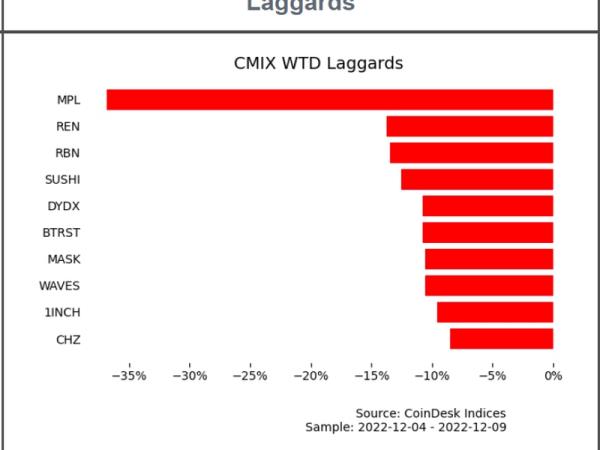 Laggards
CMIX WTD Laggards
MPL
REN
RBN
SUSHI
DYDX
BTRST
MASK
WAVES
1INCH
CHZ
−35% −30% −25% −20% −15% −10% −5% 0%
Source: CoinDesk Indices
Sample: 2022-12-04 - 2022-12-09